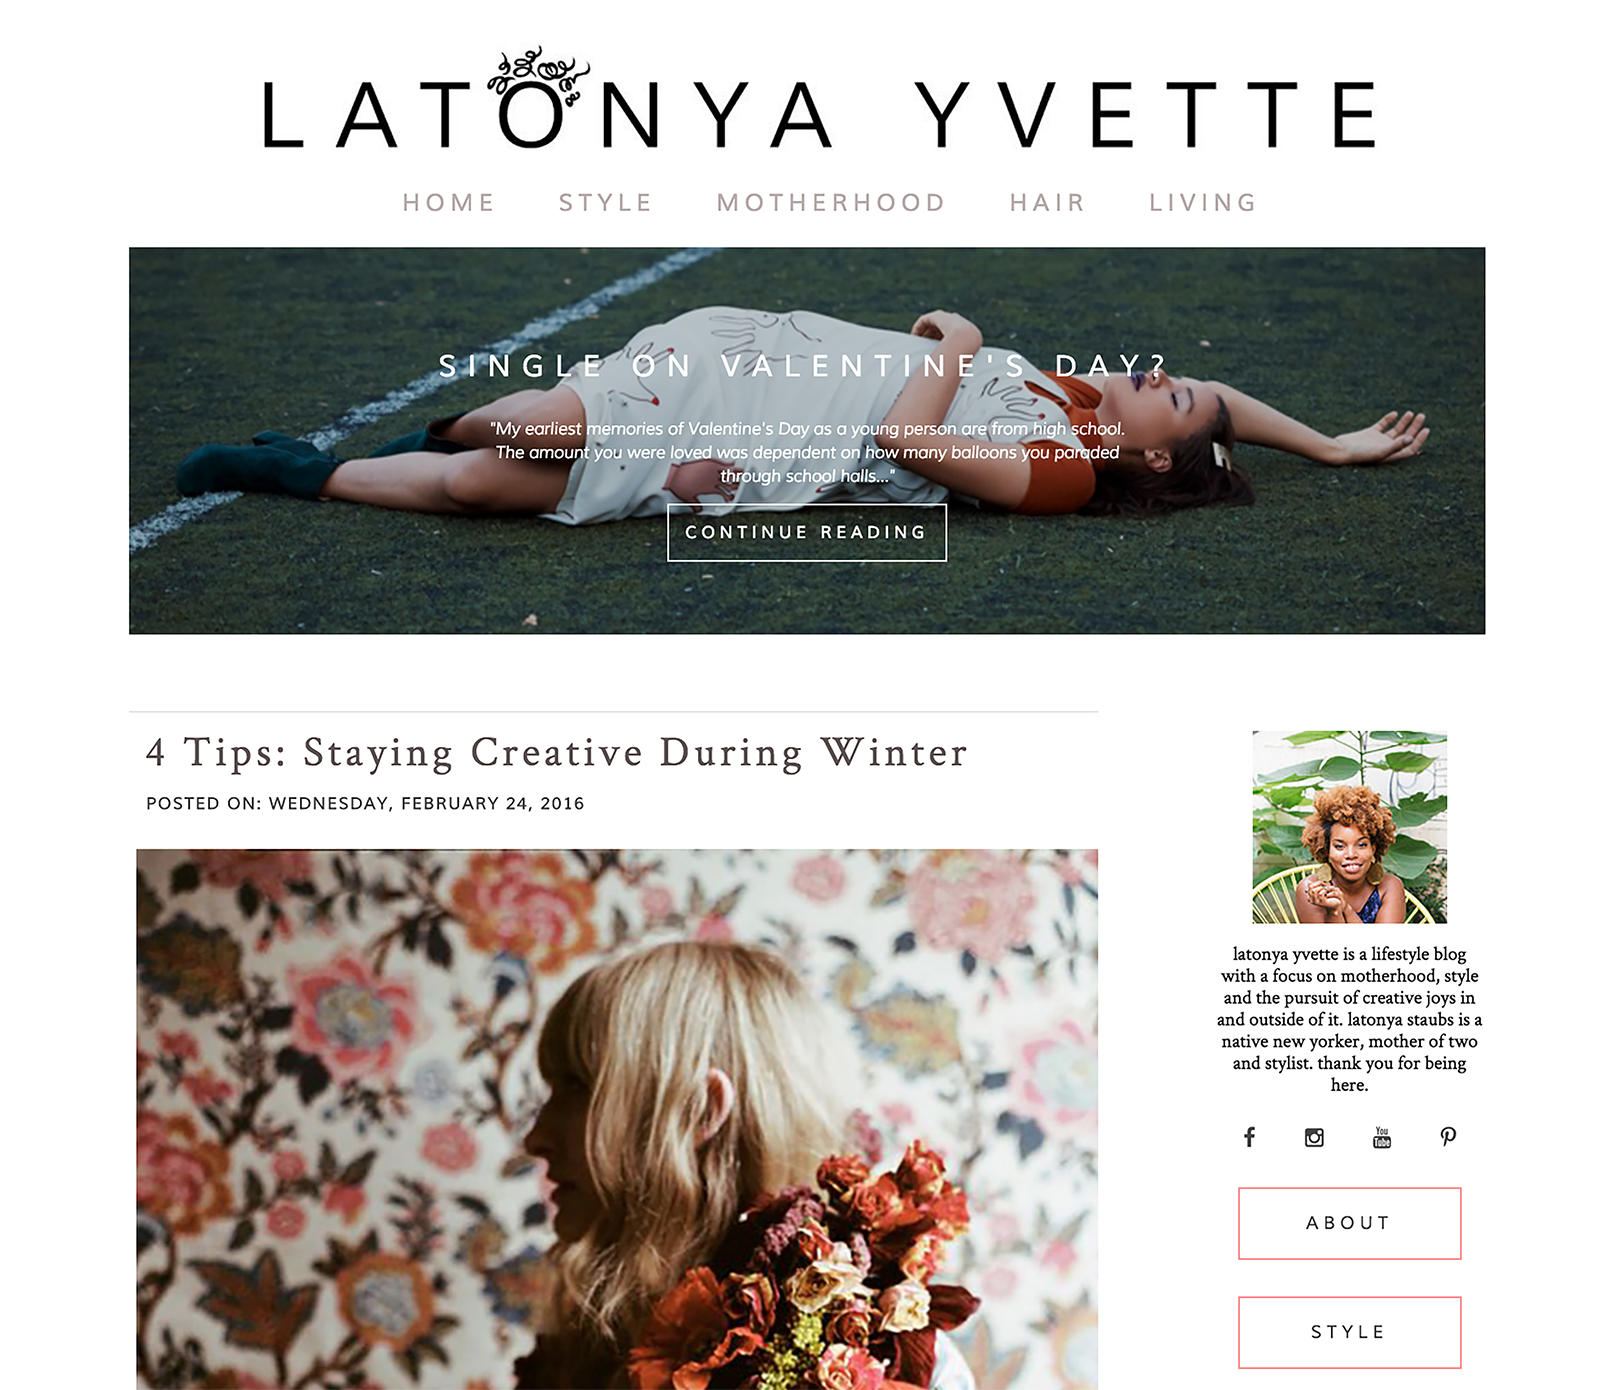 LATONYA YVETTE
HOME STYLE MOTHERHOOD HAIR LIVING
SINGLE ON VALENTINE'S DAY?
"My earliest memories of Valentine's Day as a young person are from high school.
The amount you were loved was dependent on how many balloons you paraded
through school halls..."
CONTINUE READING
4 Tips: Staying Creative During Winter
POSTED ON: WEDNESDAY, FEBRUARY 24, 2016
latonya yvette is a lifestyle blog
with a focus on motherhood, style
and the pursuit of creative joys in
and outside of it. latonya staubs is a
native new yorker, mother of two
and stylist. thank you for being
here.
You
Tube
ABOUT
STYLE